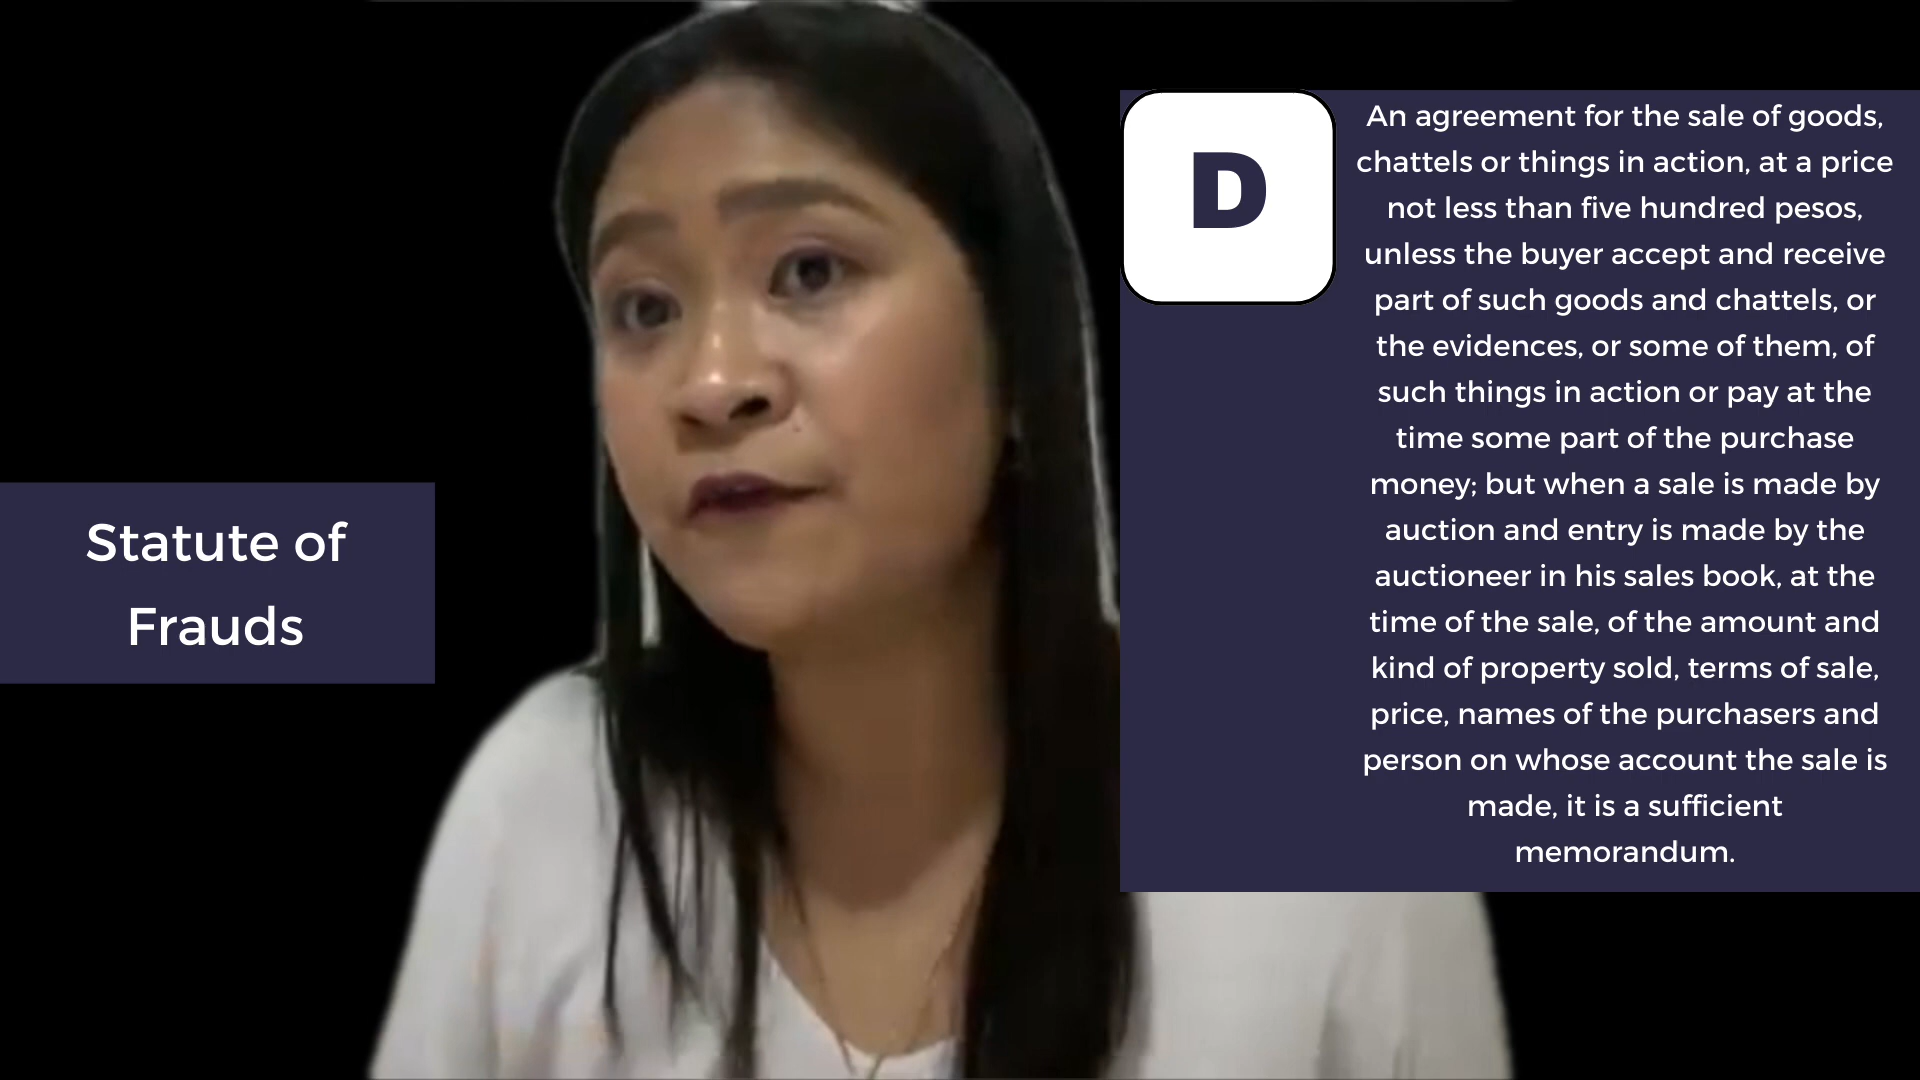 Statute of
Frauds
D
An agreement for the sale of goods,
chattels or things in action, at a price
not less than five hundred pesos,
unless the buyer accept and receive
part of such goods and chattels, or
the evidences, or some of them, of
such things in action or pay at the
time some part of the purchase
money; but when a sale is made by
auction and entry is made by the
auctioneer in his sales book, at the
time of the sale, of the amount and
kind of property sold, terms of sale,
price, names of the purchasers and
person on whose account the sale is
made, it is a sufficient
memorandum.